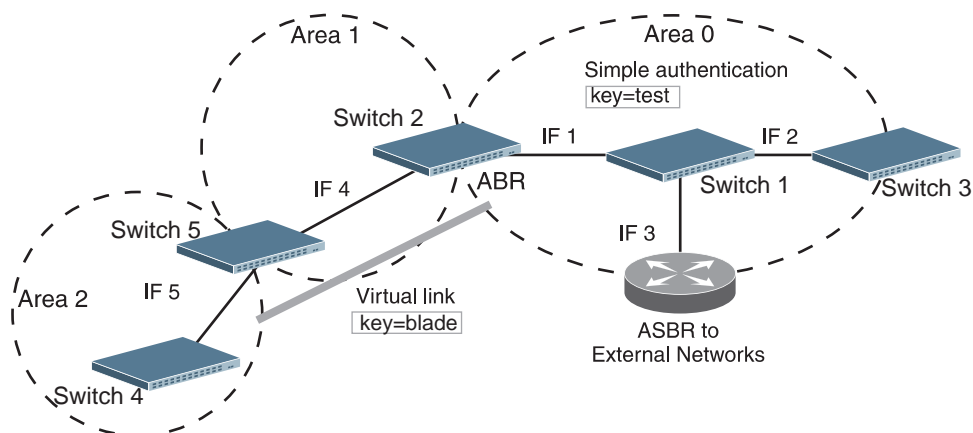 Area 1
Area 0
Simple authentication
key=test
Switch 2
IF 1
IF 2
ABR
Switch 1
Switch 3
IF 4
Switch 5
IF 3
Area 2
IF 5
Virtual link
key=blade
ASBR to
External Networks
Switch 4